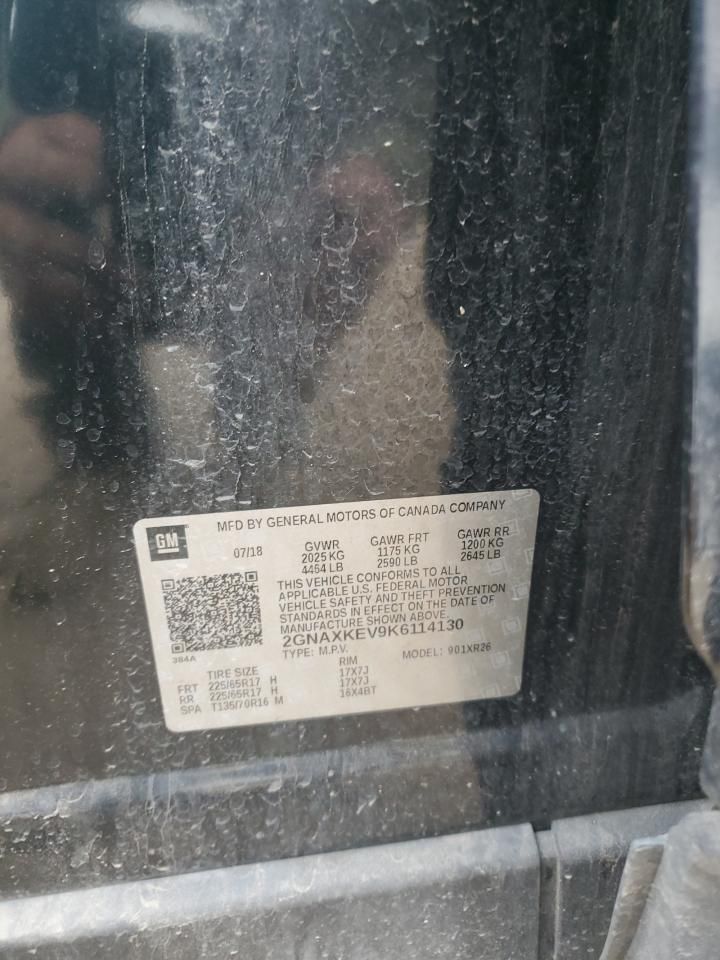 GM
MFD BY GENERAL MOTORS OF CANADA COMPANY
07/18 GVWR GAWR FRT GAWR RR
2025 KG 1175 KG 1200 KG
4464 LB 2590 LB 2645 LB
THIS VEHICLE CONFORMS TO ALL
APPLICABLE U.S. FEDERAL MOTOR
VEHICLE SAFETY AND THEFT PREVENTION
STANDARDS IN EFFECT ON THE DATE OF
MANUFACTURE SHOWN ABOVE.
2GNAXKEV9K6114130
384A
TYPE: M.P.V. MODEL: 901XR26
TIRE SIZE RIM
FRT 225/65R17 H 17X7J
RR 225/65R17 H 17X7J
SPA T135/70R16 M 16X4BT